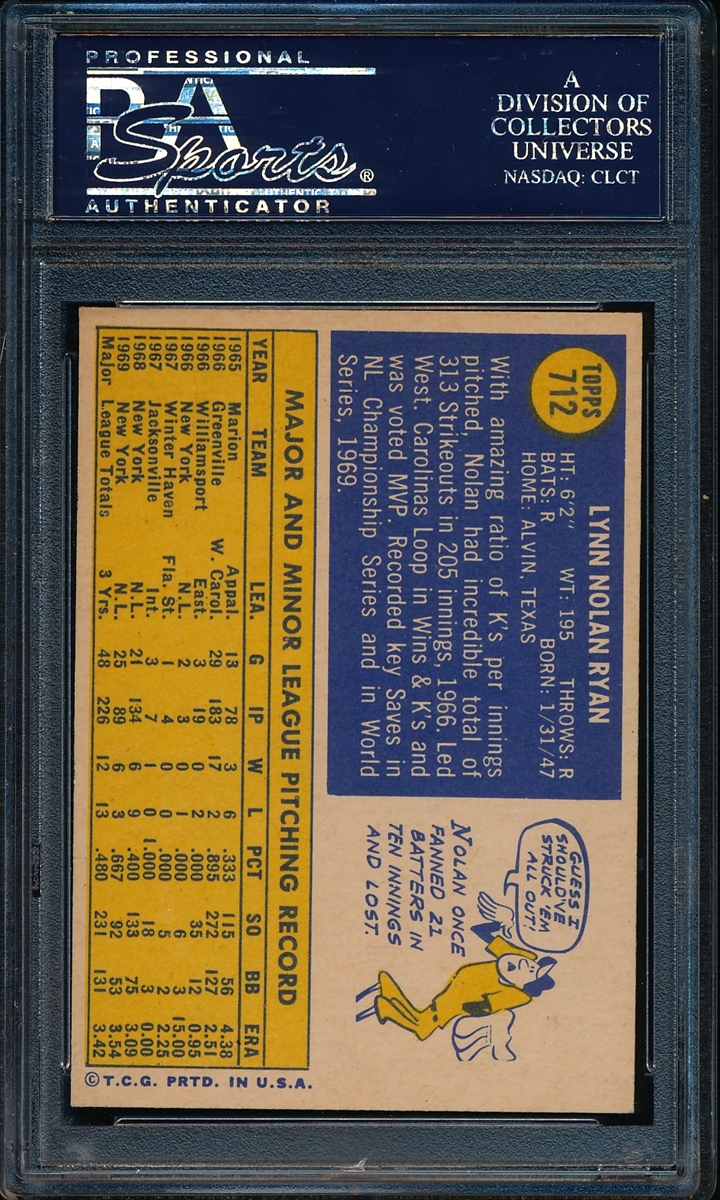 PROFESSIONAL
PSA
Sports®
AUTHENTICATOR
A
DIVISION OF
COLLECTORS
UNIVERSE
NASDAQ: CLCT
TOPPS
712
LYNN NOLAN RYAN
HT: 6'2" WT: 195 THROWS: R
BATS: R BORN: 1/31/47
HOME: ALVIN, TEXAS
With amazing ratio of K's per innings
pitched, Nolan had incredible total of
313 Strikeouts in 205 innings, 1966. Led
West. Carolinas Loop in Wins & K's and
was voted MVP. Recorded key Saves in
NL Championship Series and in World
Series, 1969.
GUESS I
SHOULD'VE
STRUCK 'EM
ALL OUT!
NOLAN ONCE
FANNED 21
BATTERS IN
TEN INNINGS
AND LOST.
MAJOR AND MINOR LEAGUE PITCHING RECORD
YEAR TEAM LEA. G IP W L PCT SO BB ERA
1965 Marion Appal. 13 78 3 6 .333 115 56 4.38
1966 Greenville W. Carol. 29 183 17 2 .895 272 127 2.51
1966 Williamsport East. 3 19 0 2 .000 35 12 0.95
1966 New York N.L. 2 3 0 1 .000 6 3 15.00
1967 Winter Haven Fla. St. 1 4 0 0 .000 5 2 2.25
1967 Jacksonville Int. 3 7 1 0 1.000 18 3 0.00
1968 New York N.L. 21 134 6 9 .400 133 75 3.09
1969 New York N.L. 25 89 6 3 .667 92 53 3.54
Major League Totals 3 Yrs. 48 226 12 13 .480 231 131 3.42
© T.C.G. PRTD. IN U.S.A.